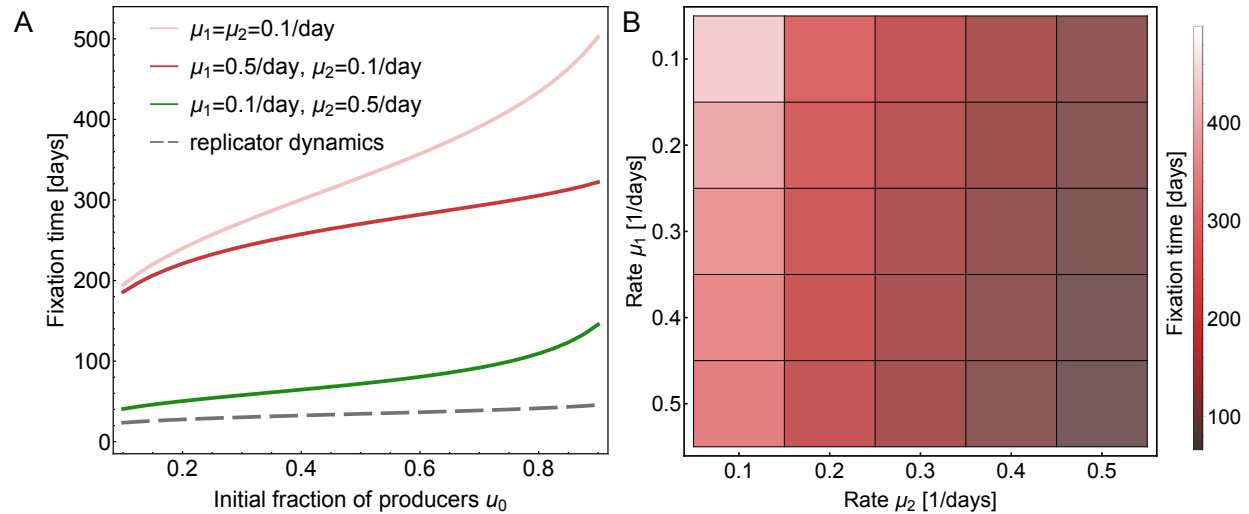 A
500
400
300
200
100
0
Fixation time [days]
μ1=μ2=0.1/day
μ1=0.5/day, μ2=0.1/day
μ1=0.1/day, μ2=0.5/day
replicator dynamics
0.2 0.4 0.6 0.8
Initial fraction of producers u0
B
0.1
0.2
0.3
0.4
0.5
Rate μ1 [1/days]
0.1 0.2 0.3 0.4 0.5
Rate μ2 [1/days]
Fixation time [days]
400
300
200
100